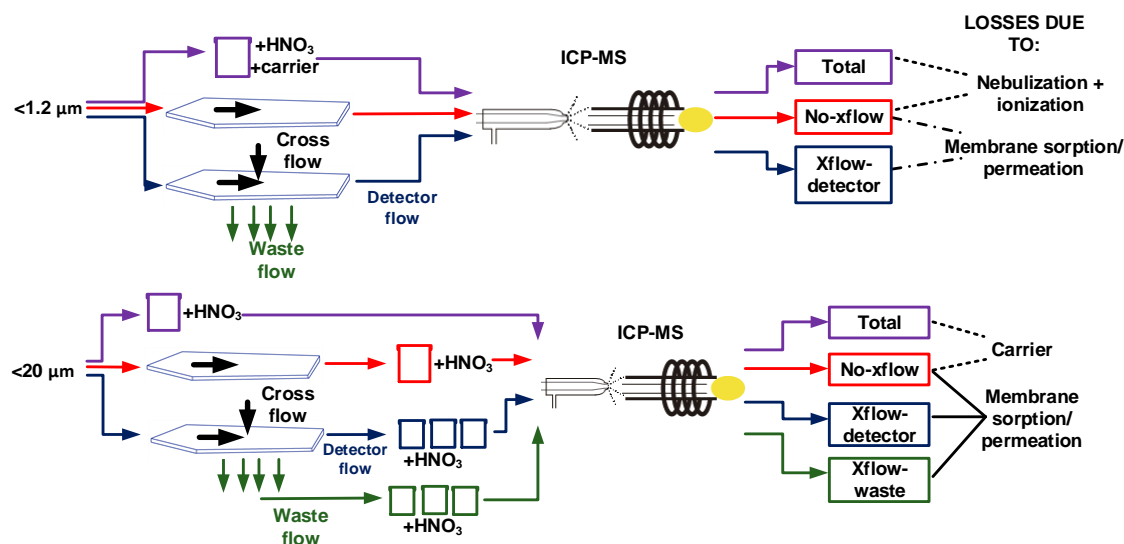 LOSSES DUE
TO:
+HNO₃
+carrier
ICP-MS
Total
Nebulization +
ionization
<1.2 µm
No-xflow
Cross
flow
Membrane sorption/
permeation
Xflow-
detector
Detector
flow
Waste
flow
+HNO₃
ICP-MS
Total
Carrier
<20 µm
+HNO₃
No-xflow
Cross
flow
Membrane
sorption/
permeation
Xflow-
detector
Detector
flow
+HNO₃
Xflow-
waste
Waste
flow
+HNO₃